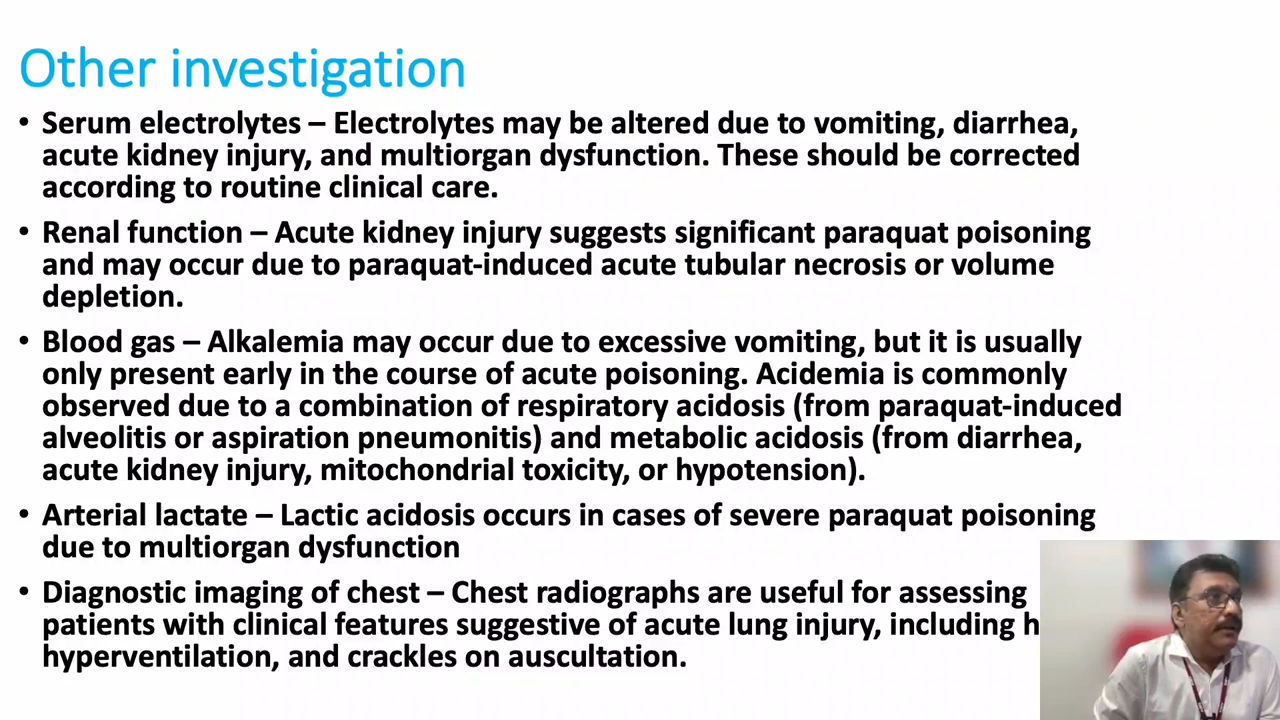 Other investigation
• Serum electrolytes – Electrolytes may be altered due to vomiting, diarrhea,
acute kidney injury, and multiorgan dysfunction. These should be corrected
according to routine clinical care.
• Renal function – Acute kidney injury suggests significant paraquat poisoning
and may occur due to paraquat-induced acute tubular necrosis or volume
depletion.
• Blood gas – Alkalemia may occur due to excessive vomiting, but it is usually
only present early in the course of acute poisoning. Acidemia is commonly
observed due to a combination of respiratory acidosis (from paraquat-induced
alveolitis or aspiration pneumonitis) and metabolic acidosis (from diarrhea,
acute kidney injury, mitochondrial toxicity, or hypotension).
• Arterial lactate – Lactic acidosis occurs in cases of severe paraquat poisoning
due to multiorgan dysfunction
• Diagnostic imaging of chest – Chest radiographs are useful for assessing
patients with clinical features suggestive of acute lung injury, including
hyperventilation, and crackles on auscultation.